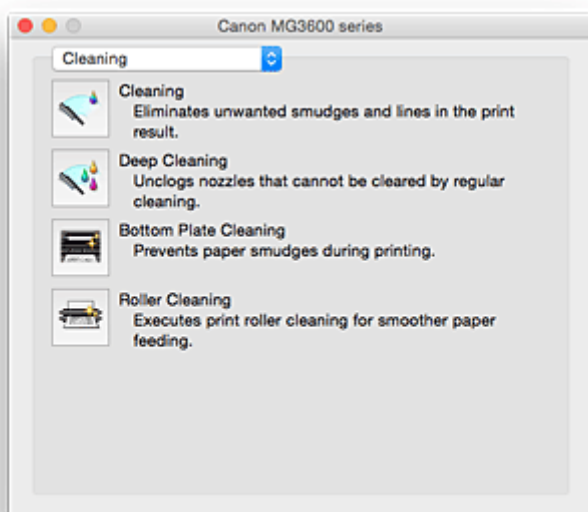 Canon MG3600 series
Cleaning
Cleaning
Eliminates unwanted smudges and lines in the print
result.
Deep Cleaning
Unclogs nozzles that cannot be cleared by regular
cleaning.
Bottom Plate Cleaning
Prevents paper smudges during printing.
Roller Cleaning
Executes print roller cleaning for smoother paper
feeding.